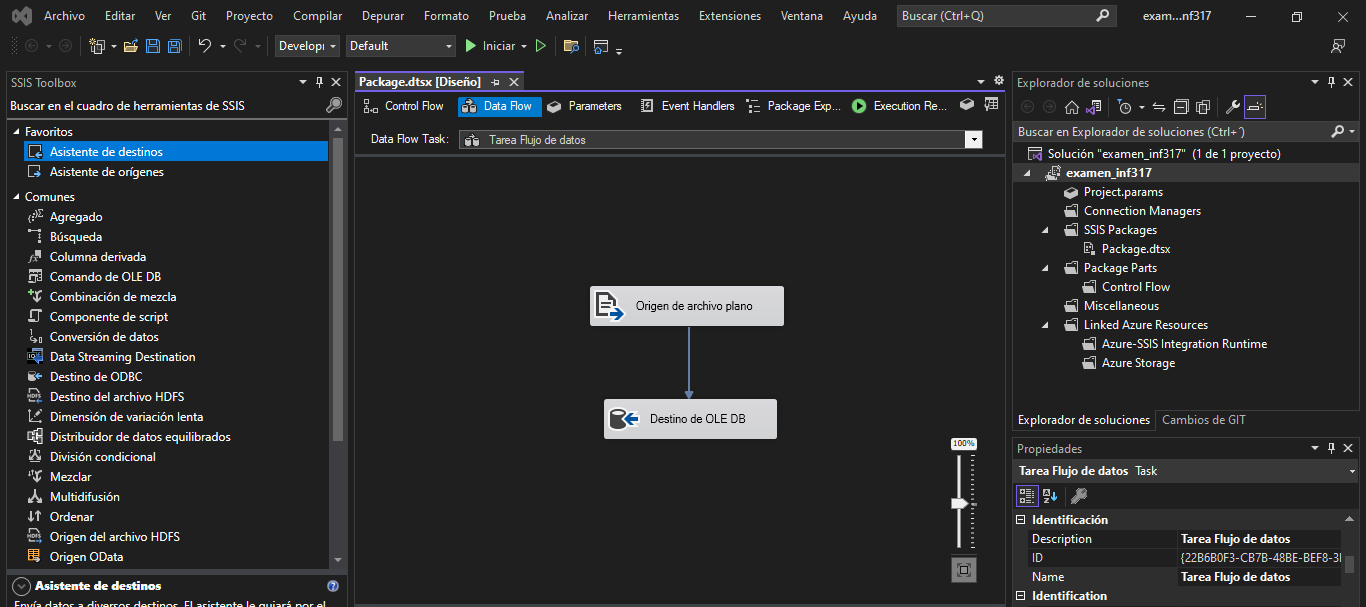 Archivo Editar Ver Git Proyecto Compilar Depurar Formato Prueba Analizar Herramientas Extensiones Ventana Ayuda Buscar (Ctrl+Q) exam...nf317
Develop Default Iniciar
SSIS Toolbox
Buscar en el cuadro de herramientas de SSIS
Favoritos
Asistente de destinos
Asistente de orígenes
Comunes
Agregado
Búsqueda
Columna derivada
Comando de OLE DB
Combinación de mezcla
Componente de script
Conversión de datos
Data Streaming Destination
Destino de ODBC
Destino del archivo HDFS
Dimensión de variación lenta
Distribuidor de datos equilibrados
División condicional
Mezclar
Multidifusión
Ordenar
Origen del archivo HDFS
Origen OData
Asistente de destinos
Envía datos a diversos destinos. El asistente le guiará por el
Package.dtsx [Diseño]
Control Flow Data Flow Parameters Event Handlers Package Exp... Execution Re...
Data Flow Task: Tarea Flujo de datos
Origen de archivo plano
Destino de OLE DB
100%
Explorador de soluciones
Buscar en Explorador de soluciones (Ctrl+´)
Solución "examen_inf317" (1 de 1 proyecto)
examen_inf317
Project.params
Connection Managers
SSIS Packages
Package.dtsx
Package Parts
Control Flow
Miscellaneous
Linked Azure Resources
Azure-SSIS Integration Runtime
Azure Storage
Explorador de soluciones Cambios de GIT
Propiedades
Tarea Flujo de datos Task
Identificación
Description Tarea Flujo de datos
ID {22B6B0F3-CB7B-48BE-BEF8-3
Name Tarea Flujo de datos
Identification